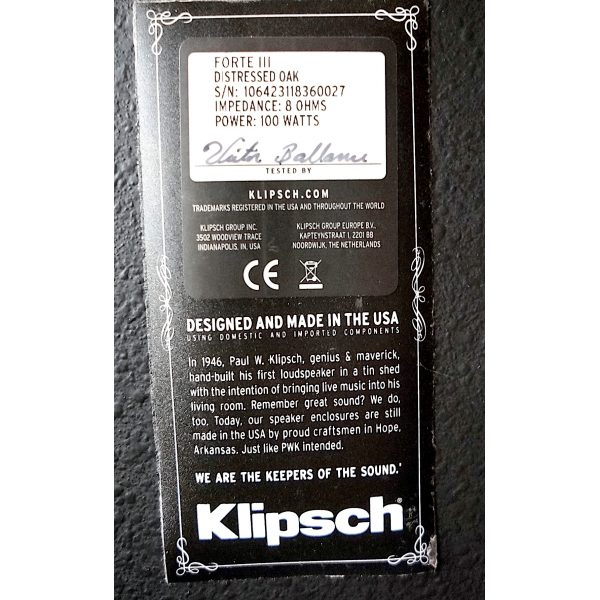 FORTE III
DISTRESSED OAK
S/N: 106423118360027
IMPEDANCE: 8 OHMS
POWER: 100 WATTS
Victor Ballance
TESTED BY
KLIPSCH.COM
TRADEMARKS REGISTERED IN THE USA AND THROUGHOUT THE WORLD
KLIPSCH GROUP INC.
3502 WOODVIEW TRACE
INDIANAPOLIS, IN. USA
KLIPSCH GROUP EUROPE B.V.
KAPTEYNSTRAAT 1, 2201 BB
NOORDWIJK, THE NETHERLANDS
CE
DESIGNED AND MADE IN THE USA
USING DOMESTIC AND IMPORTED COMPONENTS
In 1946, Paul W. Klipsch, genius & maverick,
hand-built his first loudspeaker in a tin shed
with the intention of bringing live music into his
living room. Remember great sound? We do,
too. Today, our speaker enclosures are still
made in the USA by proud craftsmen in Hope,
Arkansas. Just like PWK intended.
WE ARE THE KEEPERS OF THE SOUND.
Klipsch®